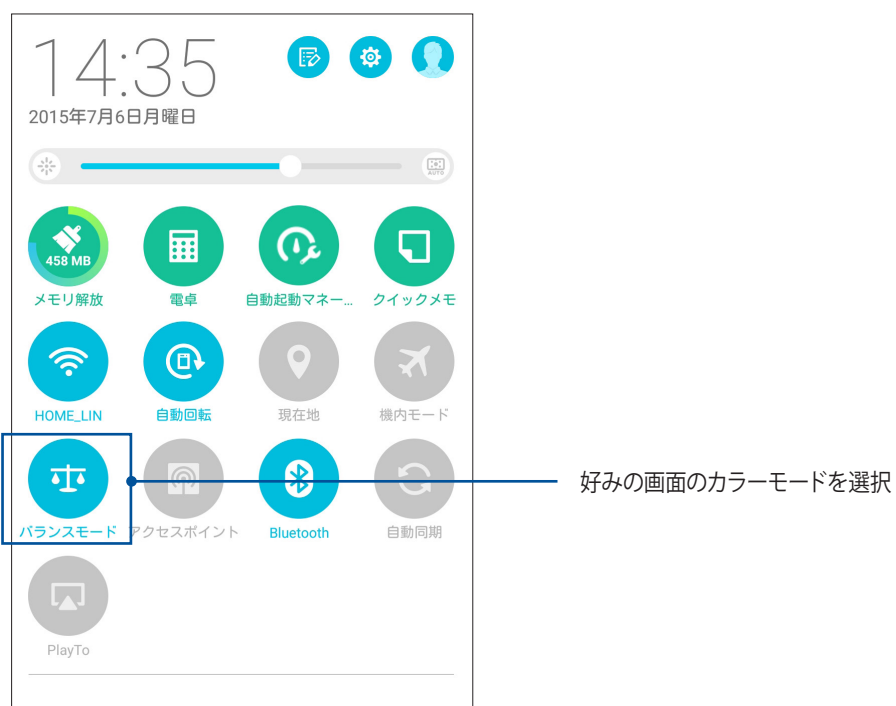 14:35
2015年7月6日月曜日
AUTO
458 MB
メモリ解放 電卓 自動起動マネー... クイックメモ
HOME_LIN 自動回転 現在地 機内モード
バランスモード アクセスポイント Bluetooth 自動同期
好みの画面のカラーモードを選択
PlayTo